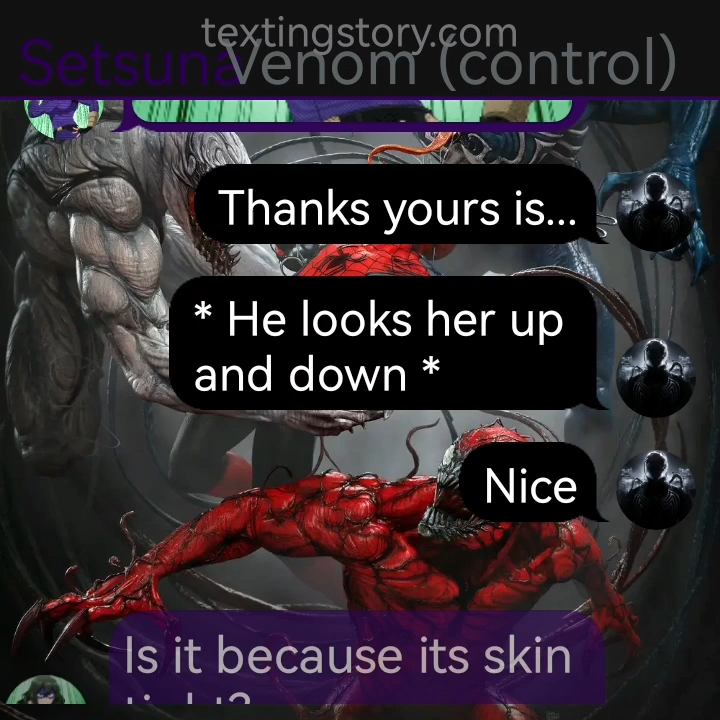 textingstory.com
Setsuna Venom (control)
Thanks yours is...
* He looks her up
and down *
Nice
Is it because its skin
tight?